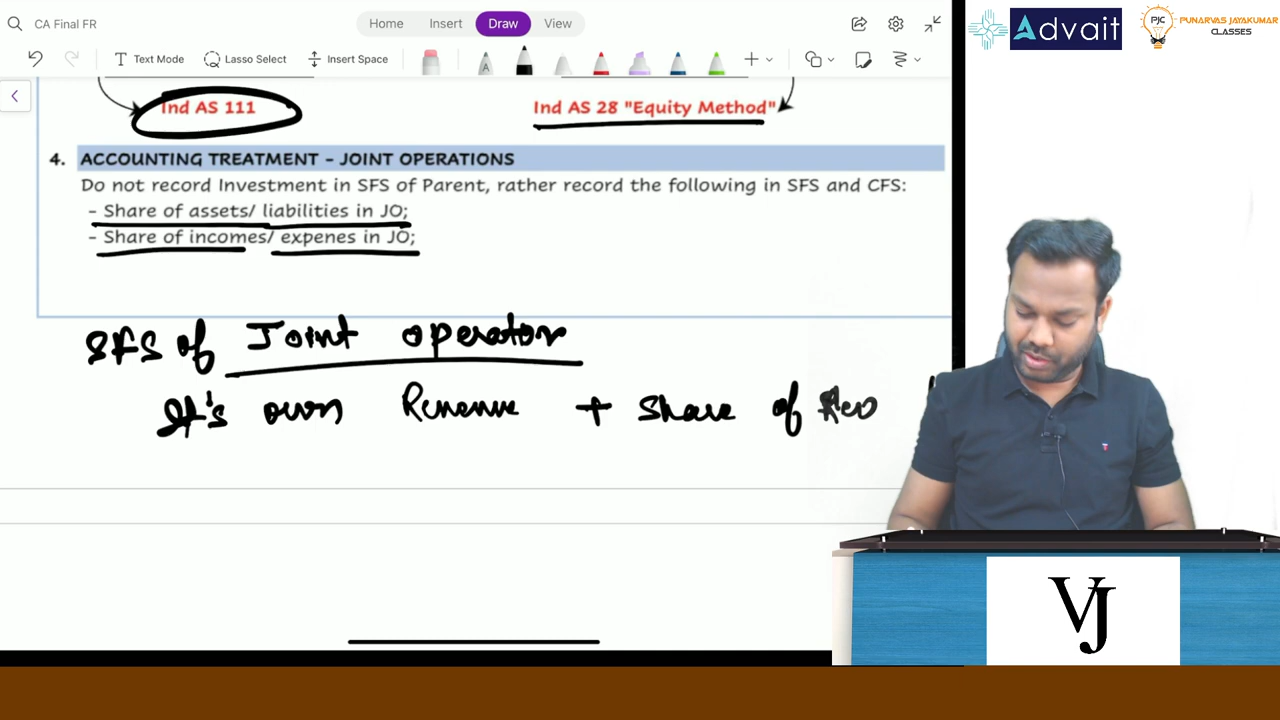 CA Final FR
Home Insert Draw View
Advait
PJC
PUNARVAS JAYAKUMAR
CLASSES
Text Mode Lasso Select Insert Space
Ind AS 111
Ind AS 28 "Equity Method"
4. ACCOUNTING TREATMENT - JOINT OPERATIONS
Do not record Investment in SFS of Parent, rather record the following in SFS and CFS:
- Share of assets/ liabilities in JO;
- Share of incomes/ expenes in JO;
SFS of Joint operator
It's own Revenue + Share of Rev
VJ